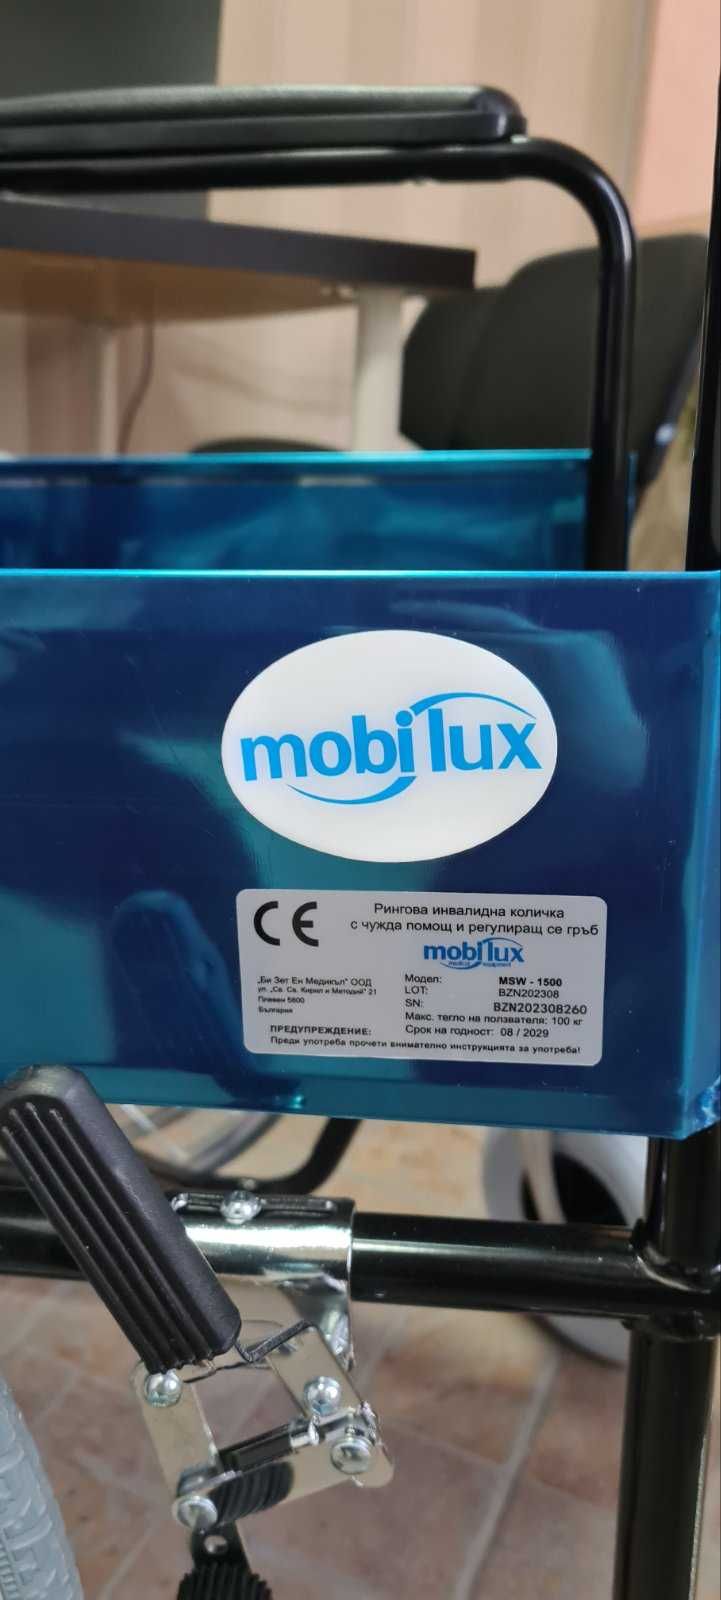 mobilux
CE
Рингова инвалидна количка
с чужда помощ и регулиращ се гръб
mobilux
medical equipment
„Би Зет Ен Медикъл" ООД
ул. „Св. Св. Кирил и Методий" 21
Плевен 5800
България
Модел: MSW - 1500
LOT: BZN202308
SN: BZN202308260
Макс. тегло на ползвателя: 100 кг
Срок на годност: 08 / 2029
ПРЕДУПРЕЖДЕНИЕ:
Преди употреба прочети внимателно инструкцията за употреба!